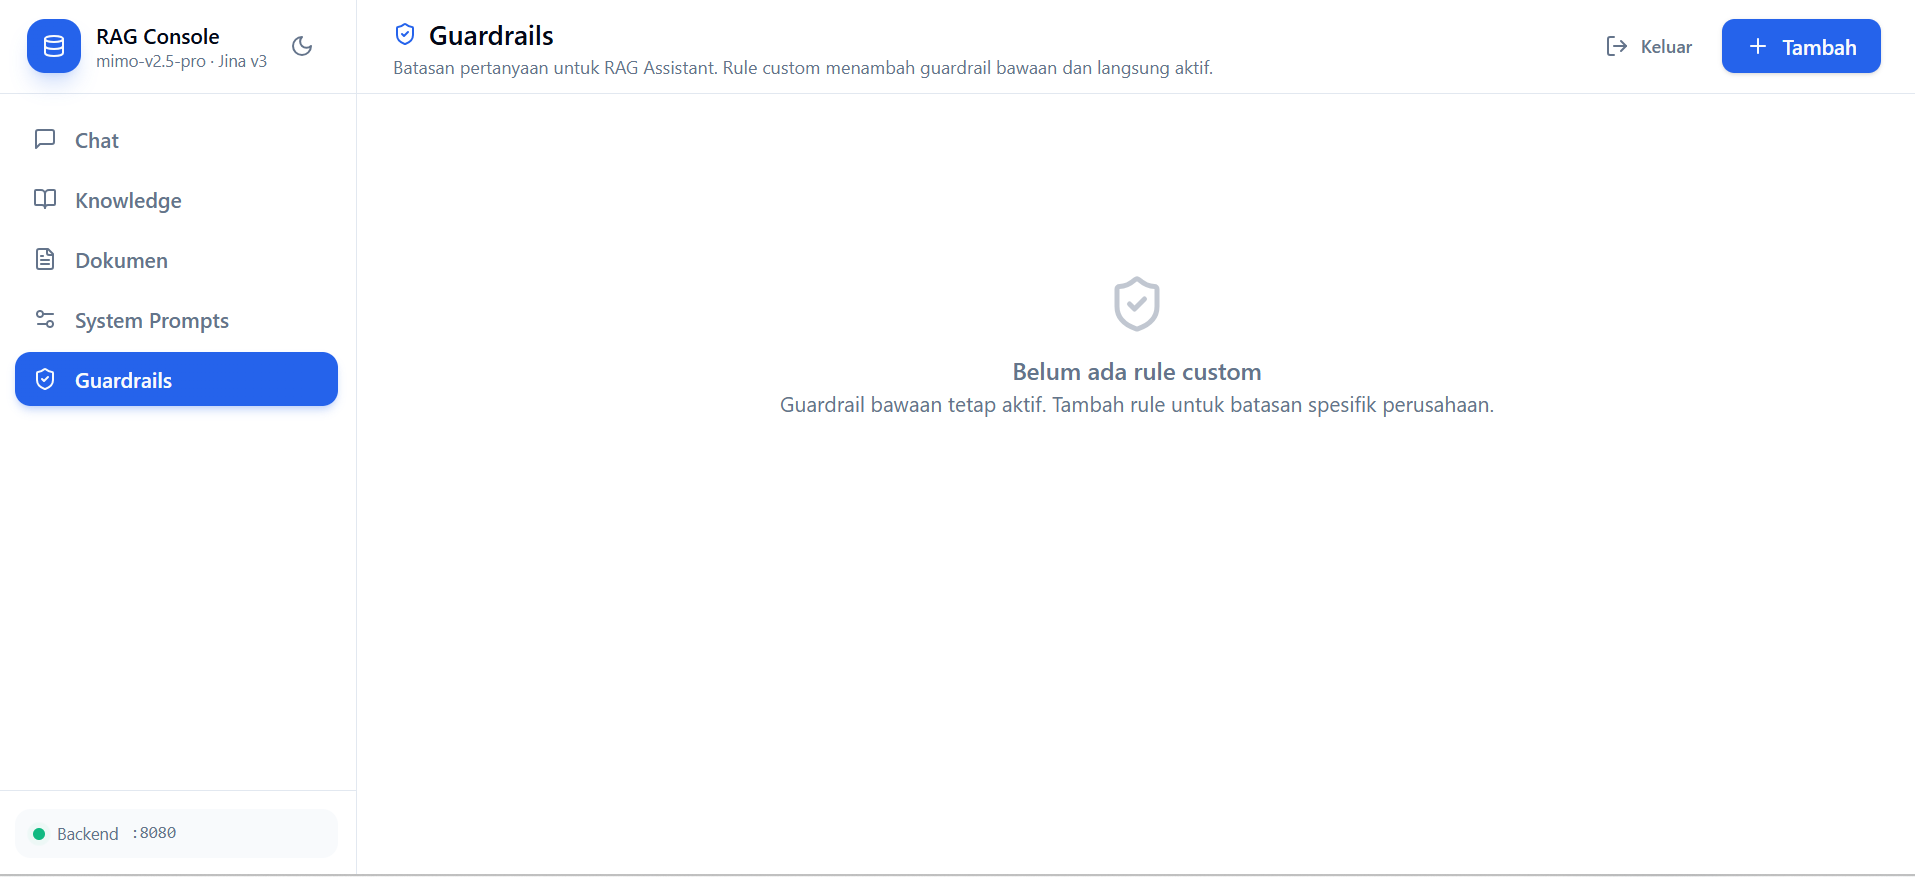 RAG Console
mimo-v2.5-pro · Jina v3
Chat
Knowledge
Dokumen
System Prompts
Guardrails
Backend :8080
Guardrails
Batasan pertanyaan untuk RAG Assistant. Rule custom menambah guardrail bawaan dan langsung aktif.
Keluar
Tambah
Belum ada rule custom
Guardrail bawaan tetap aktif. Tambah rule untuk batasan spesifik perusahaan.